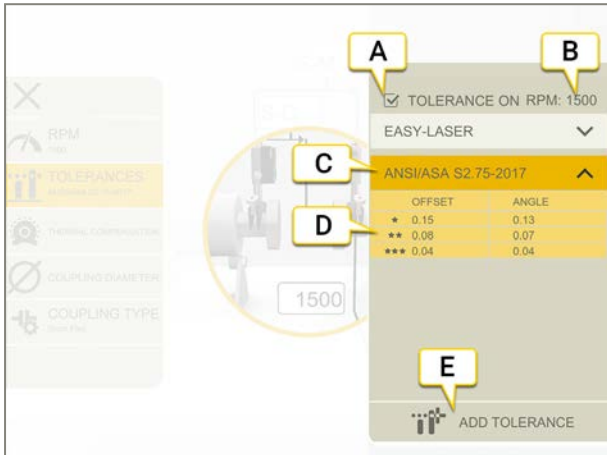 A
B
TOLERANCE ON RPM: 1500
EASY-LASER
C
ANSI/ASA S2.75-2017
OFFSET ANGLE
D
★ 0.15 0.13
★★ 0.08 0.07
★★★ 0.04 0.04
E
ADD TOLERANCE
RPM
1500
TOLERANCES
THERMAL COMPENSATION
COUPLING DIAMETER
COUPLING TYPE
1500